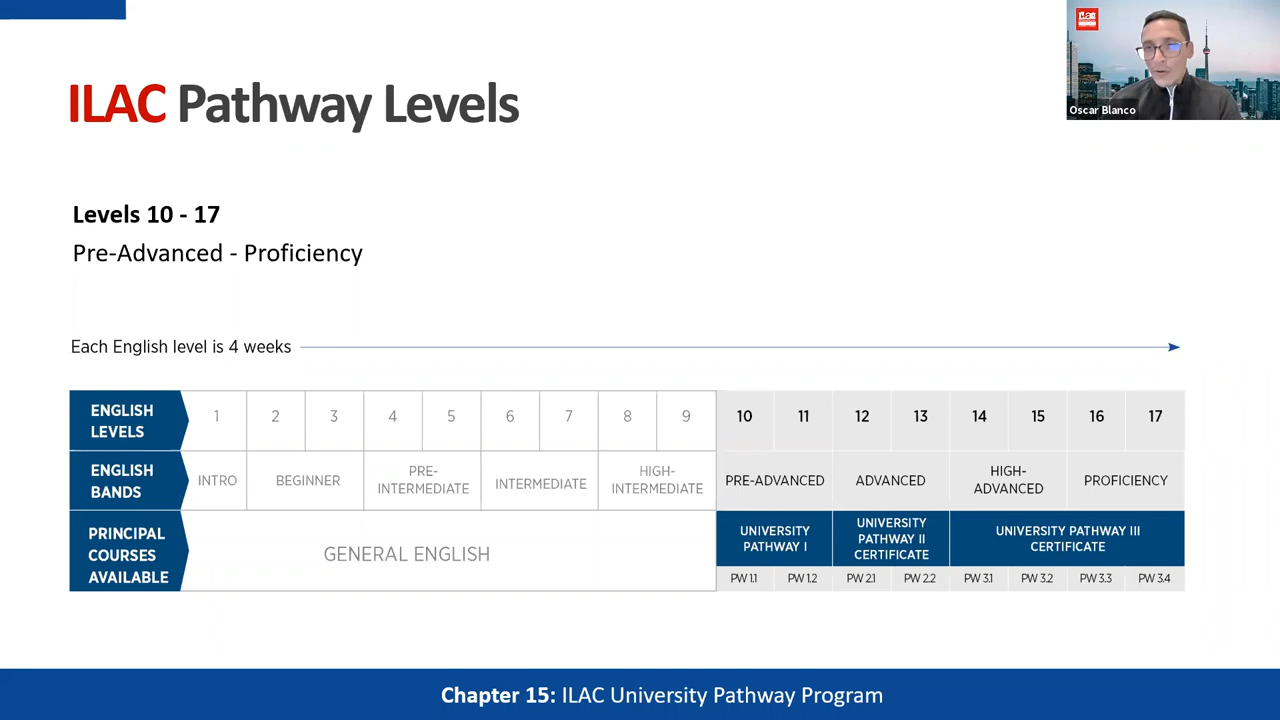 ILAC Pathway Levels
ilac
Oscar Blanco
Levels 10 - 17
Pre-Advanced - Proficiency
Each English level is 4 weeks
ENGLISH
LEVELS
1 2 3 4 5 6 7 8 9 10 11 12 13 14 15 16 17
ENGLISH
BANDS
INTRO
BEGINNER
PRE-
INTERMEDIATE
INTERMEDIATE
HIGH-
INTERMEDIATE
PRE-ADVANCED
ADVANCED
HIGH-
ADVANCED
PROFICIENCY
PRINCIPAL
COURSES
AVAILABLE
GENERAL ENGLISH
UNIVERSITY
PATHWAY I
UNIVERSITY
PATHWAY II
CERTIFICATE
UNIVERSITY PATHWAY III
CERTIFICATE
PW 1.1 PW 1.2 PW 2.1 PW 2.2 PW 3.1 PW 3.2 PW 3.3 PW 3.4
Chapter 15: ILAC University Pathway Program